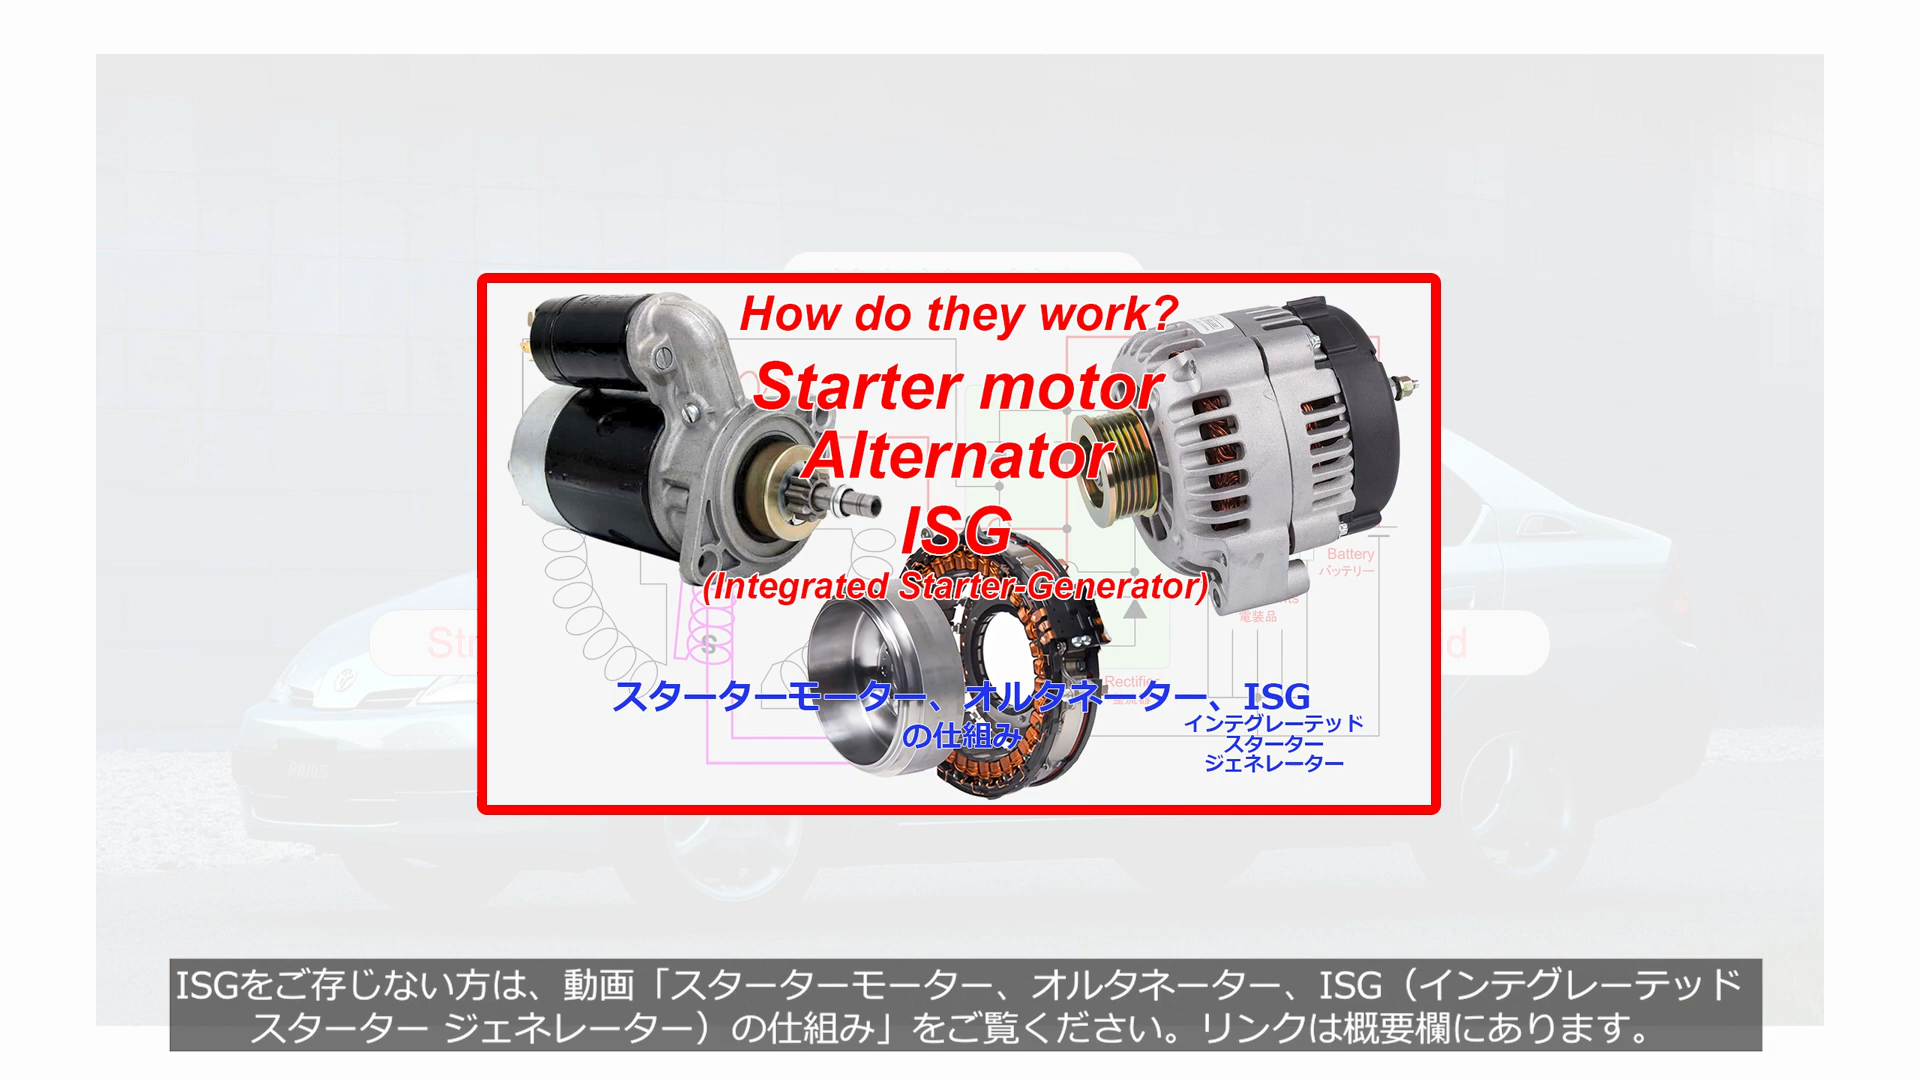 How do they work?
Starter motor
Alternator
ISG
(Integrated Starter-Generator)
Battery
バッテリー
電装品
S
Rectifier
スターターモーター、オルタネーター、ISG
の仕組み
インテグレーテッド
スターター
ジェネレーター
Str
d
PRIUS
ISGをご存じない方は、動画「スターターモーター、オルタネーター、ISG（インテグレーテッド
スターター ジェネレーター）の仕組み」をご覧ください。リンクは概要欄にあります。